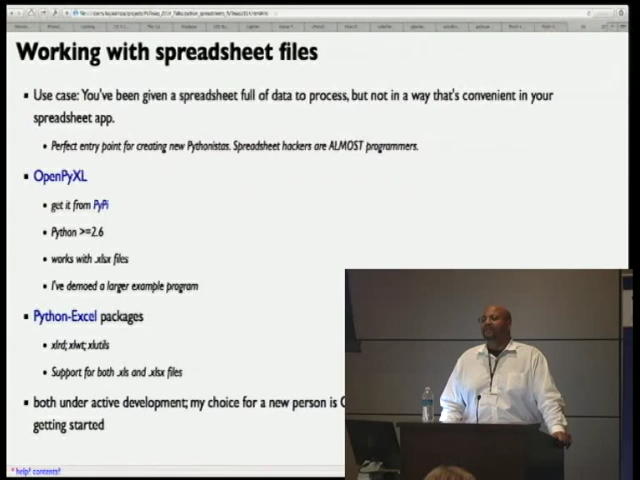 Working with spreadsheet files
Use case: You've been given a spreadsheet full of data to process, but not in a way that's convenient in your
spreadsheet app.
Perfect entry point for creating new Pythonistas. Spreadsheet hackers are ALMOST programmers.
OpenPyXL
get it from PyPi
Python >=2.6
works with .xlsx files
I've demoed a larger example program
Python-Excel packages
xlrd; xlwt; xlutils
Support for both .xls and .xlsx files
both under active development; my choice for a new person is
getting started
help? contents?